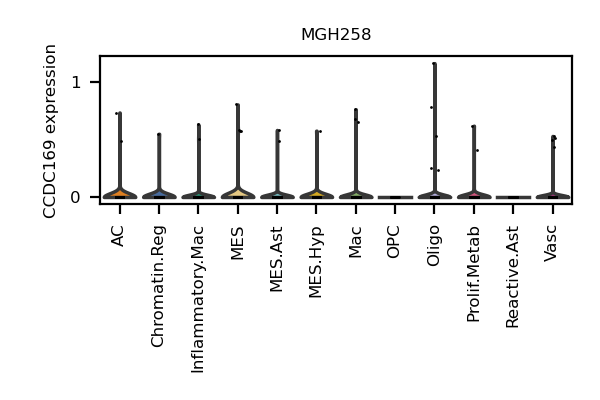 MGH258
CCDC169 expression
1
0
AC
Chromatin.Reg
Inflammatory.Mac
MES
MES.Ast
MES.Hyp
Mac
OPC
Oligo
Prolif.Metab
Reactive.Ast
Vasc